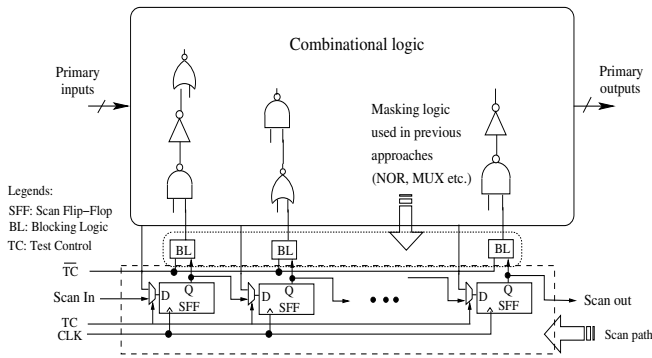 Combinational logic
Primary
inputs
Primary
outputs
Masking logic
used in previous
approaches
(NOR, MUX etc.)
Legends:
SFF: Scan Flip-Flop
BL: Blocking Logic
TC: Test Control
BL
BL
BL
TC
Scan In
D
Q
SFF
D
Q
SFF
D
Q
SFF
Scan out
TC
CLK
Scan path